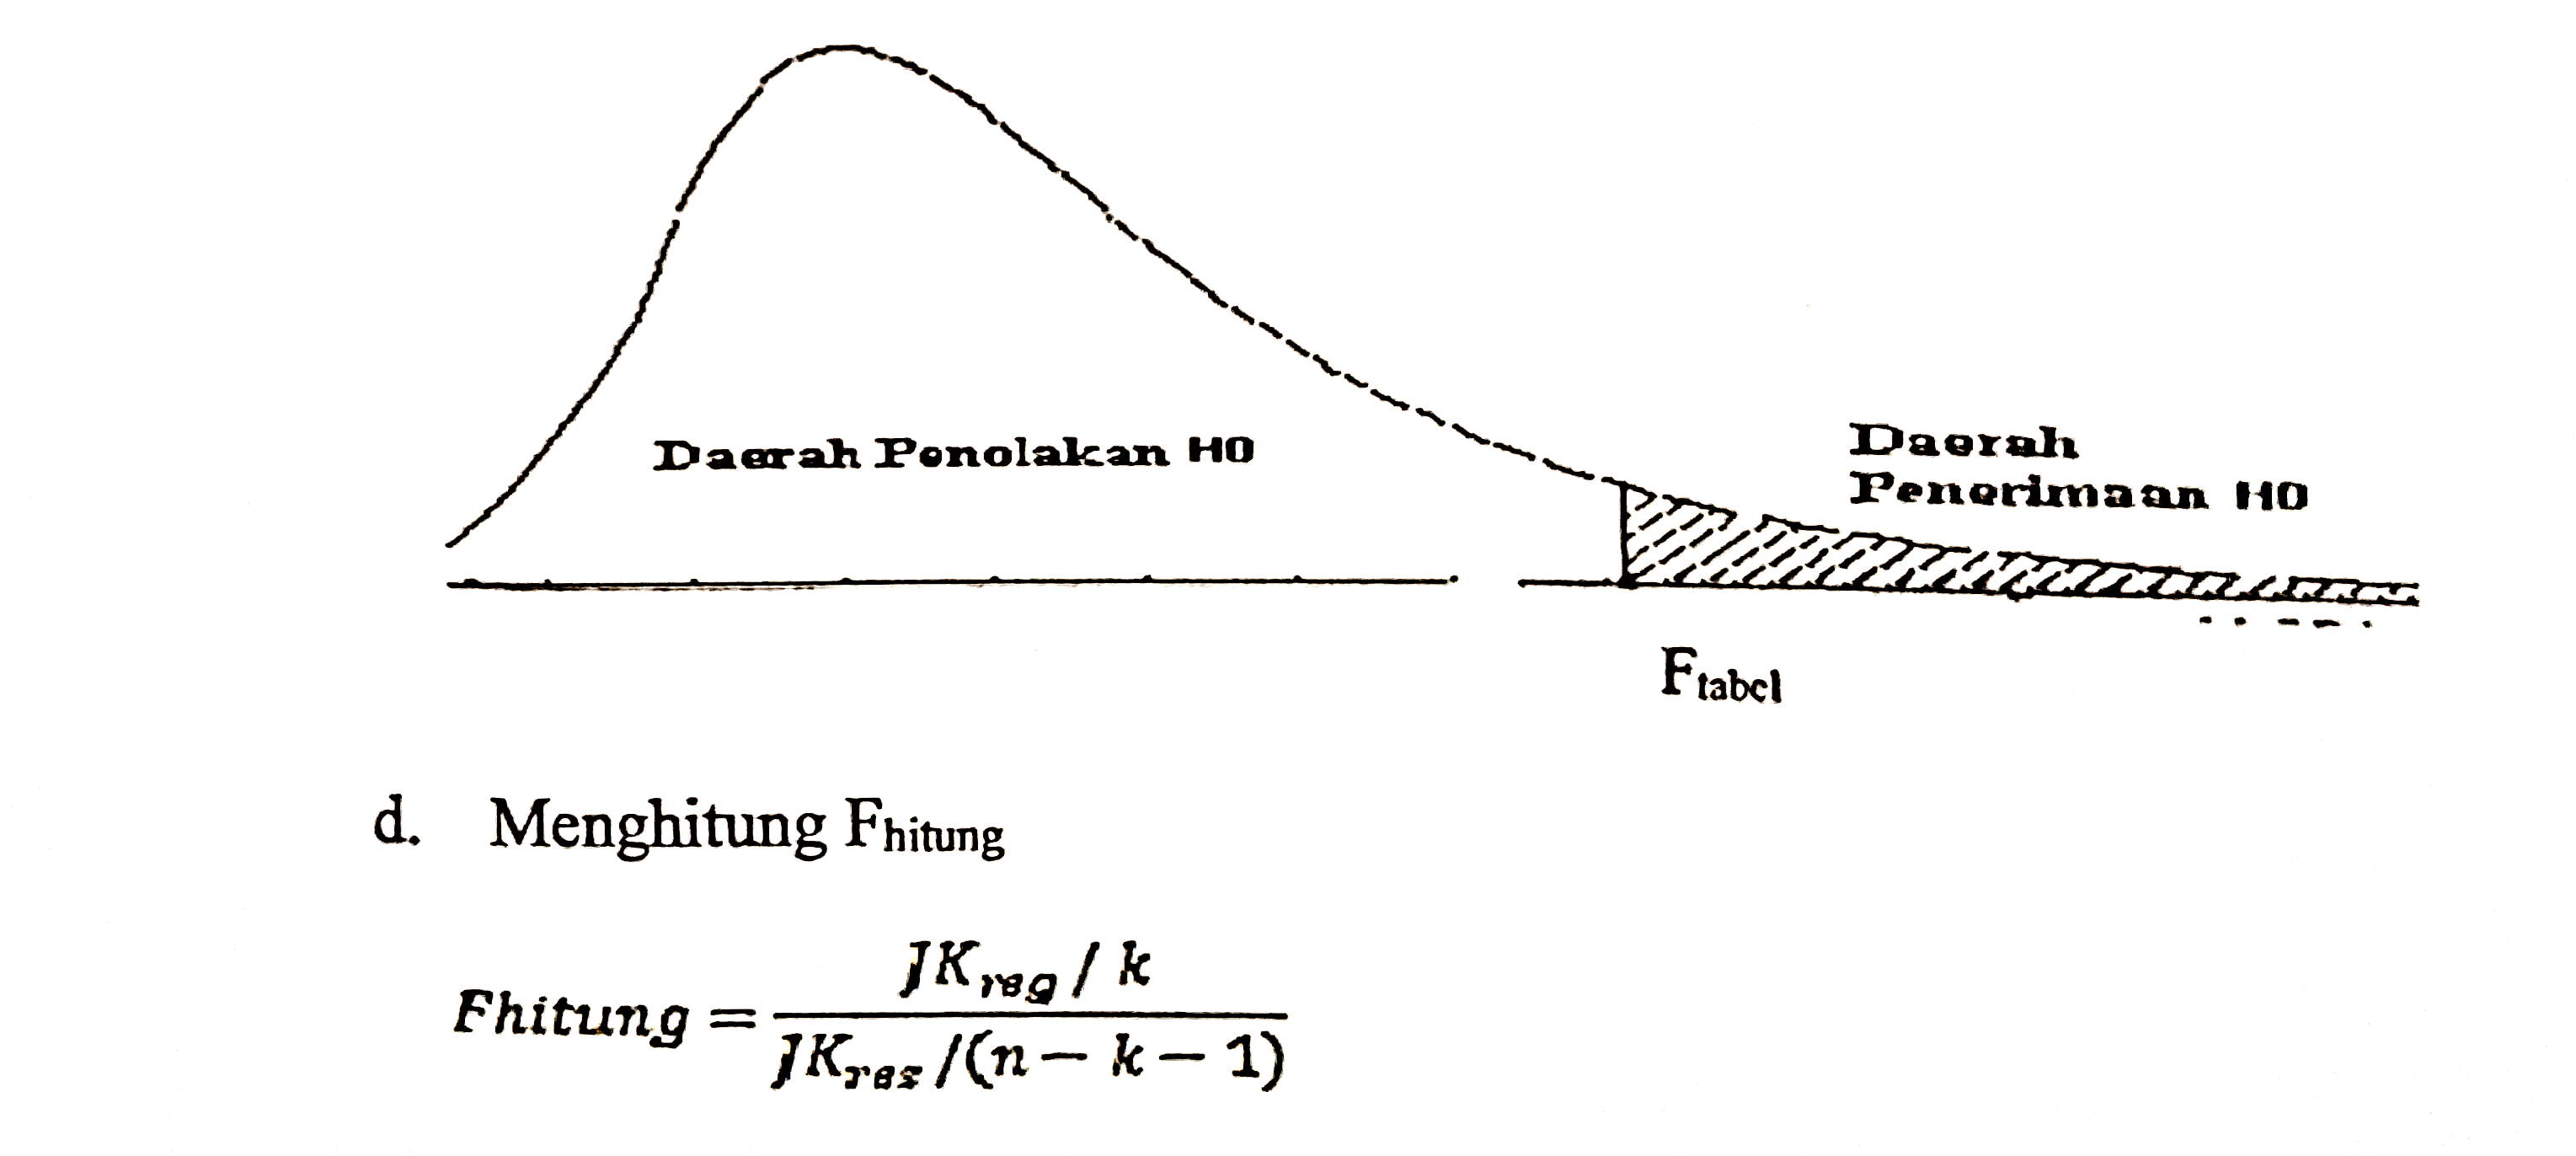 Daerah Penolakan H0
Daerah
Penerimaan H0
Ftabel
d. Menghitung Fhitung
Fhitung = JKreg / k
JKres /(n − k − 1)